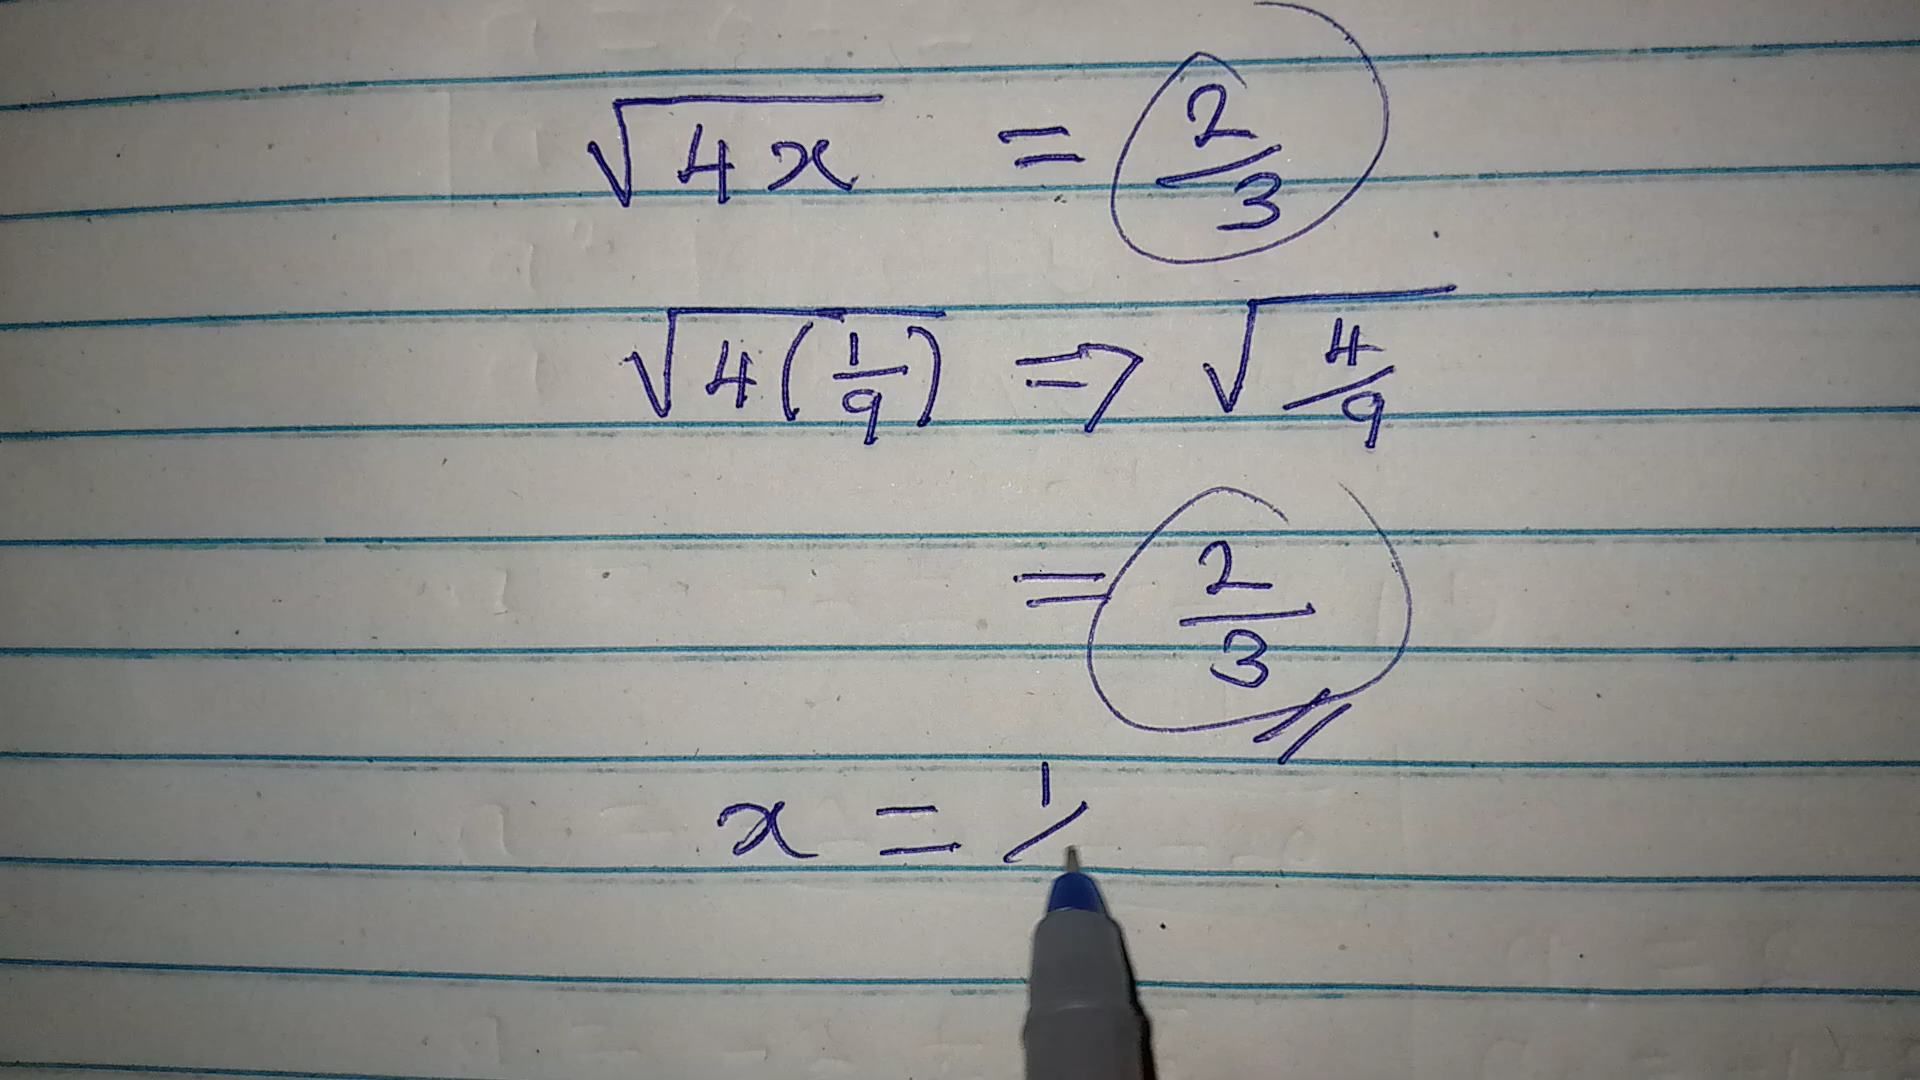 √4x = 2/3
√4(1/9) ⇒ √4/9
= 2/3
x = 1/